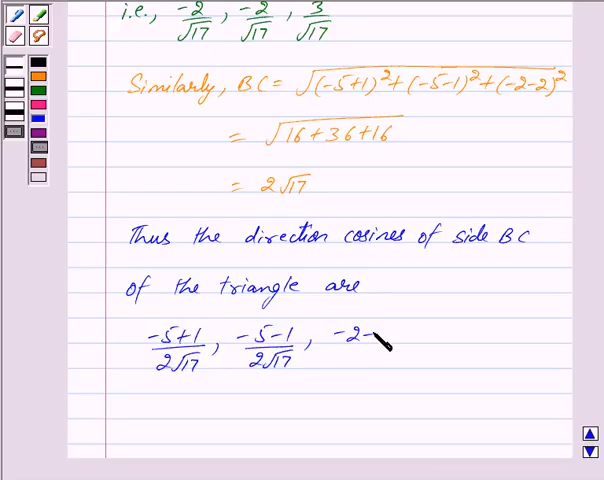 i.e., -2/√17, -2/√17, 3/√17
Similarly, BC = √(-5+1)²+(-5-1)²+(-2-2)²
= √16+36+16
= 2√17
Thus the direction cosines of side BC
of the triangle are
-5+1/2√17, -5-1/2√17, -2-